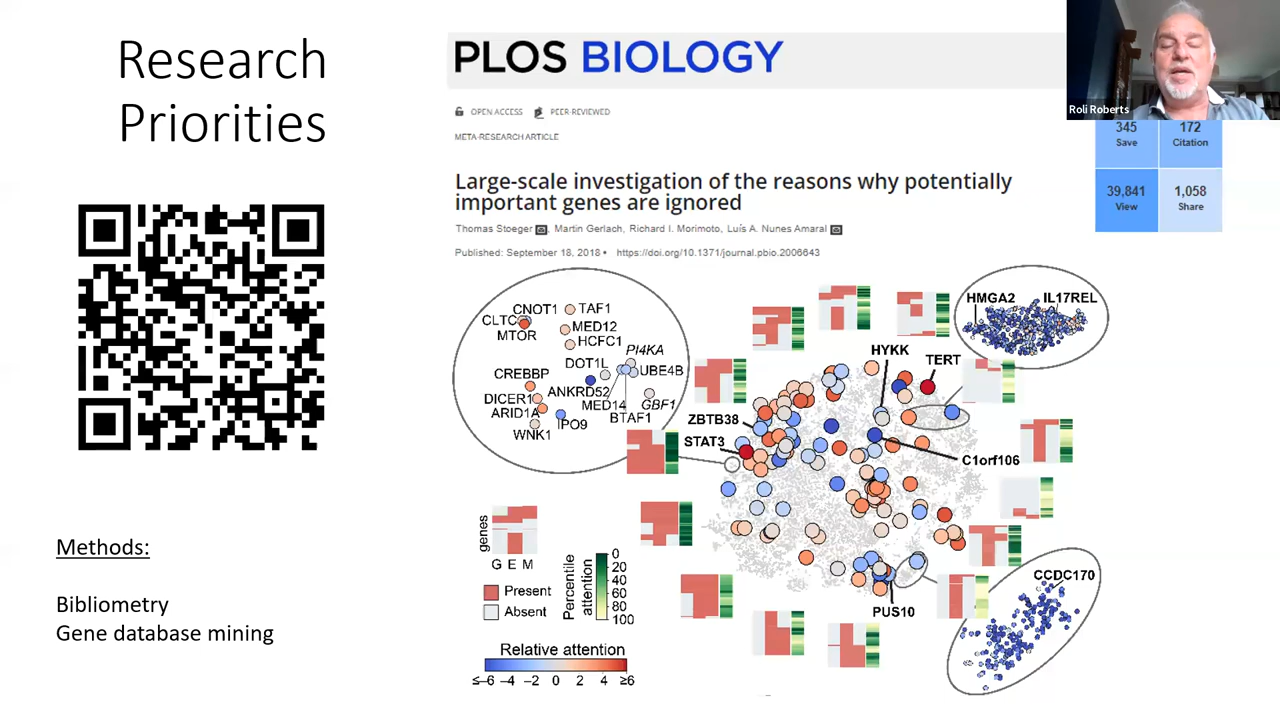 Research
Priorities
Methods:
Bibliometry
Gene database mining
PLOS BIOLOGY
OPEN ACCESS
PEER-REVIEWED
META-RESEARCH ARTICLE
Large-scale investigation of the reasons why potentially
important genes are ignored
Thomas Stoeger, Martin Gerlach, Richard I. Morimoto, Luís A. Nunes Amaral
Published: September 18, 2018 • https://doi.org/10.1371/journal.pbio.2006643
Roli Roberts
345
Save
172
Citation
39,841
View
1,058
Share
CNOT1
TAF1
CLTC
MTOR
MED12
HCFC1
PI4KA
DOT1L
UBE4B
CREBBP
ANKRD52
DICER1
MED14
GBF1
ARID1A
IPO9
BTAF1
WNK1
HMGA2
IL17REL
HYKK
TERT
ZBTB38
STAT3
C1orf106
CCDC170
PUS10
genes
G E M
Present
Absent
Percentile
attention
0
20
40
60
80
100
Relative attention
≤−6 −4 −2 0 2 4 ≥6